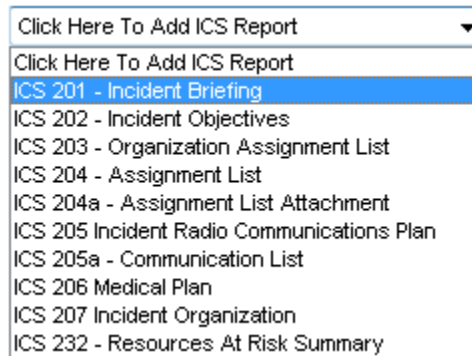 Click Here To Add ICS Report
Click Here To Add ICS Report
ICS 201 - Incident Briefing
ICS 202 - Incident Objectives
ICS 203 - Organization Assignment List
ICS 204 - Assignment List
ICS 204a - Assignment List Attachment
ICS 205 Incident Radio Communications Plan
ICS 205a - Communication List
ICS 206 Medical Plan
ICS 207 Incident Organization
ICS 232 - Resources At Risk Summary